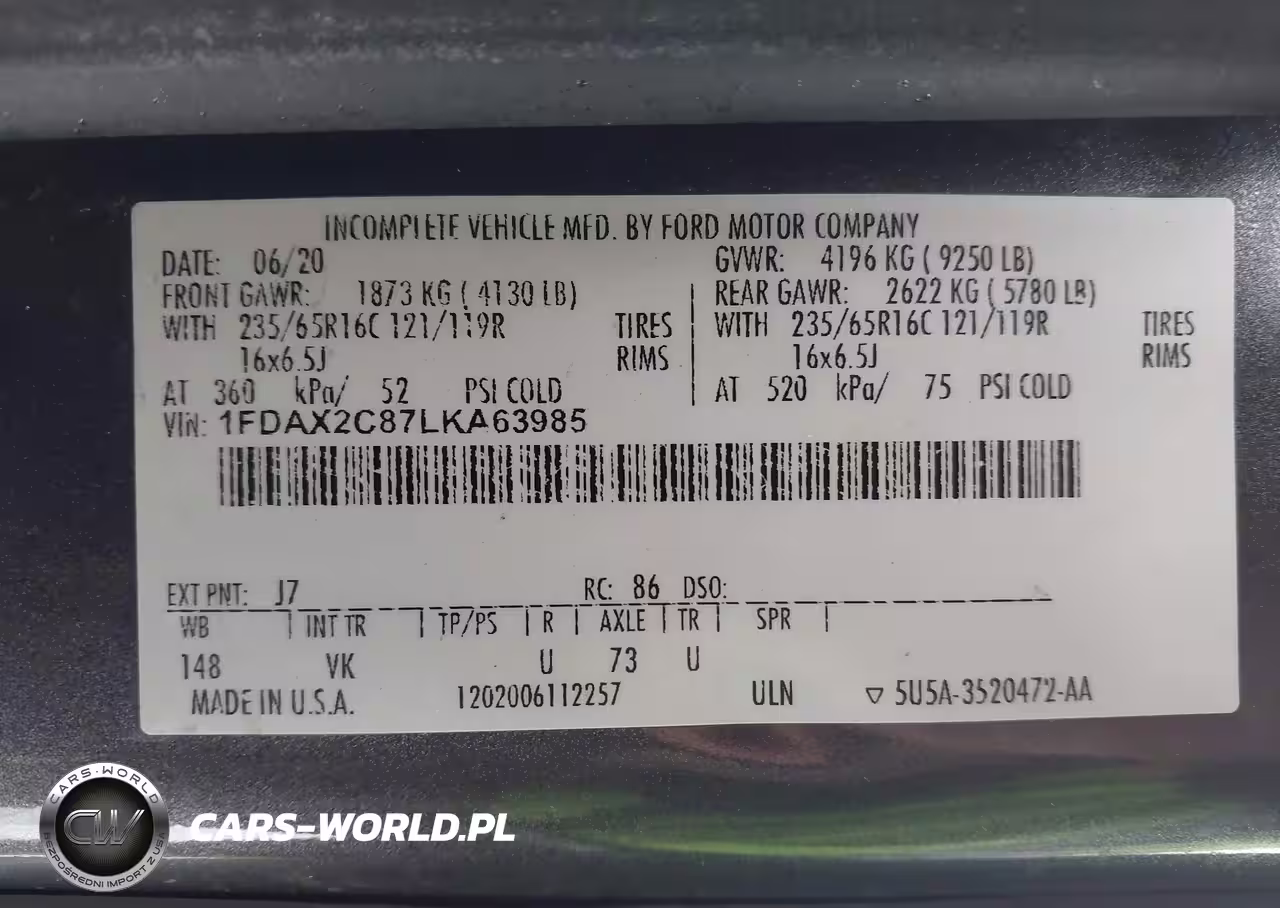 INCOMPLETE VEHICLE MFD. BY FORD MOTOR COMPANY
DATE: 06/20 GVWR: 4196 KG ( 9250 LB)
FRONT GAWR: 1873 KG ( 4130 LB) REAR GAWR: 2622 KG ( 5780 LB)
WITH 235/65R16C 121/119R TIRES WITH 235/65R16C 121/119R TIRES
16x6.5J RIMS 16x6.5J RIMS
AT 360 kPa/ 52 PSI COLD AT 520 kPa/ 75 PSI COLD
VIN: 1FDAX2C87LKA63985
EXT PNT: J7 RC: 86 DSO:
WB INT TR TP/PS R AXLE TR SPR
148 VK U 73 U
MADE IN U.S.A. 1202006112257 ULN ▽ 5U5A-3520472-AA
CARS-WORLD
CW
BEZPOŚREDNI IMPORT Z USA
CARS-WORLD.PL